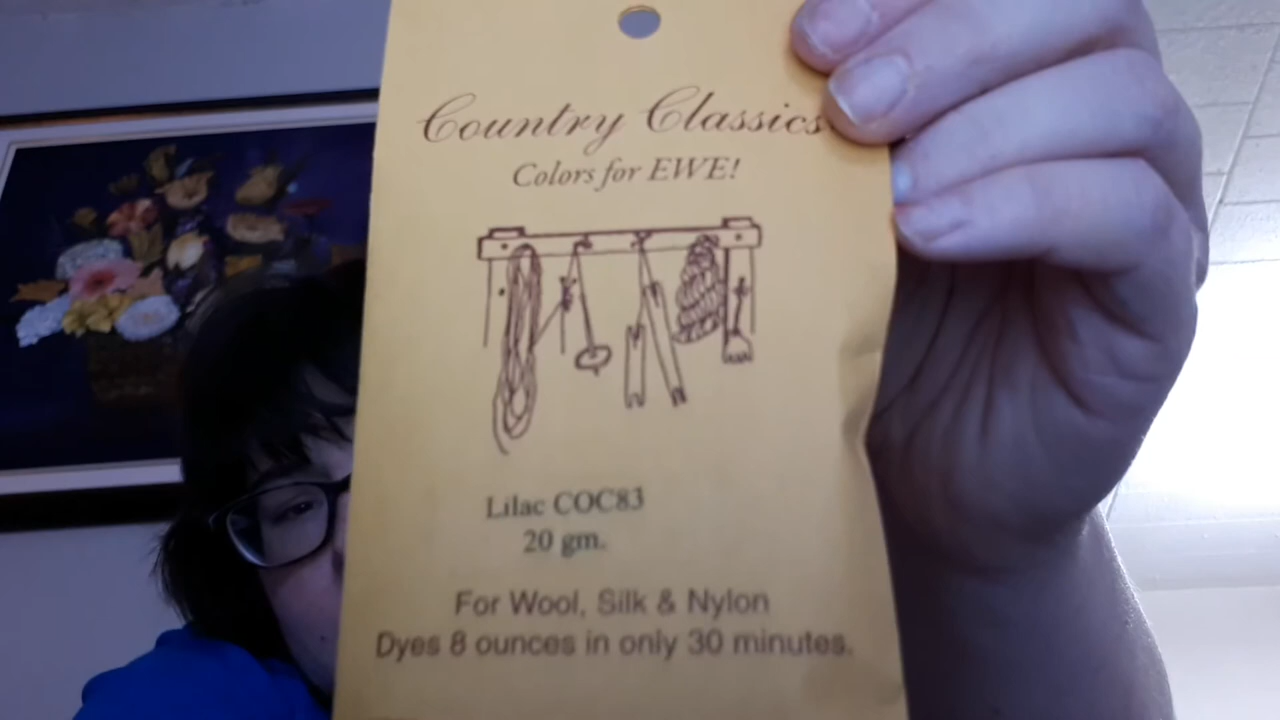 Country Classics
Colors for EWE!
Lilac COC83
20 gm.
For Wool, Silk & Nylon
Dyes 8 ounces in only 30 minutes.